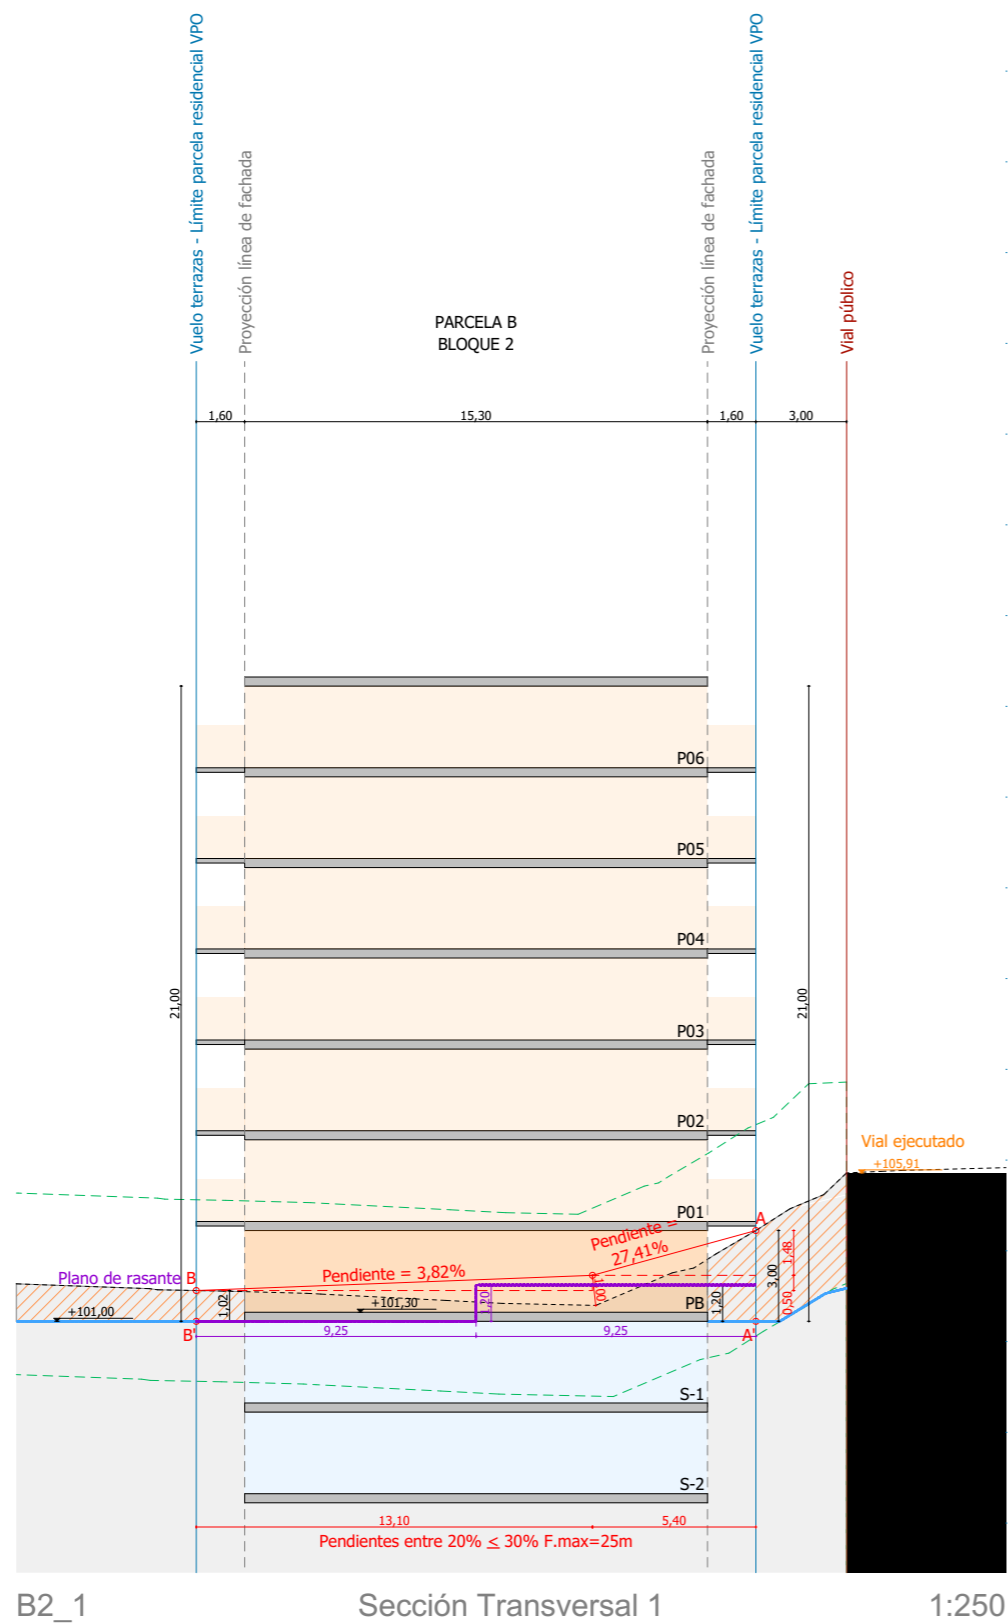 Vuelo terrazas - Límite parcela residencial VPO
Proyección línea de fachada
Proyección línea de fachada
Vuelo terrazas - Límite parcela residencial VPO
Vial público
PARCELA B
BLOQUE 2
1,60
15,30
1,60
3,00
P06
P05
P04
21,00
21,00
P03
P02
Vial ejecutado
+105,91
P01
A
Pendiente =
27,41%
1,48
3,00
Plano de rasante
B
Pendiente = 3,82%
1,00
0,50
1,02
+101,30
1,20
PB
1,20
+101,00
B'
9,25
9,25
A'
S-1
S-2
13,10
5,40
Pendientes entre 20% ≤ 30% F.max=25m
B2_1
Sección Transversal 1
1:250